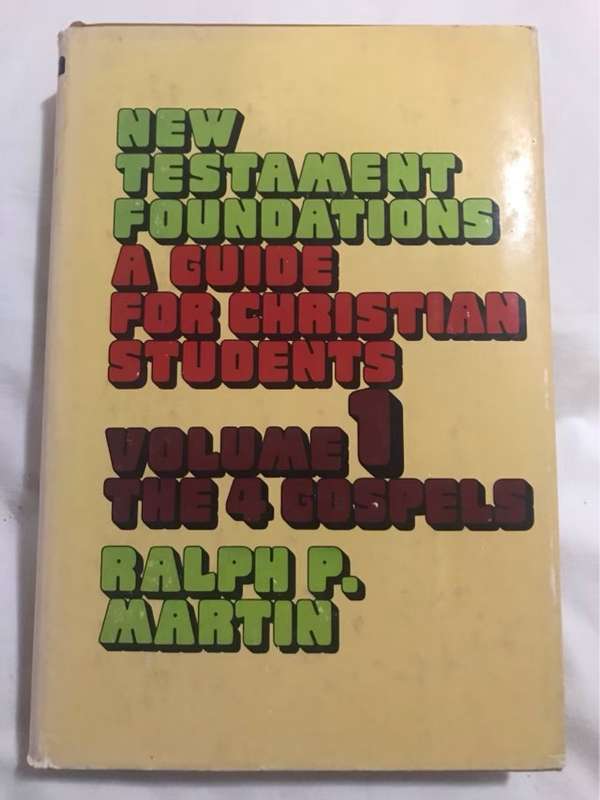 NEW
TESTAMENT
FOUNDATIONS
A GUIDE
FOR CHRISTIAN
STUDENTS
VOLUME 1
THE 4 GOSPELS
RALPH P.
MARTIN